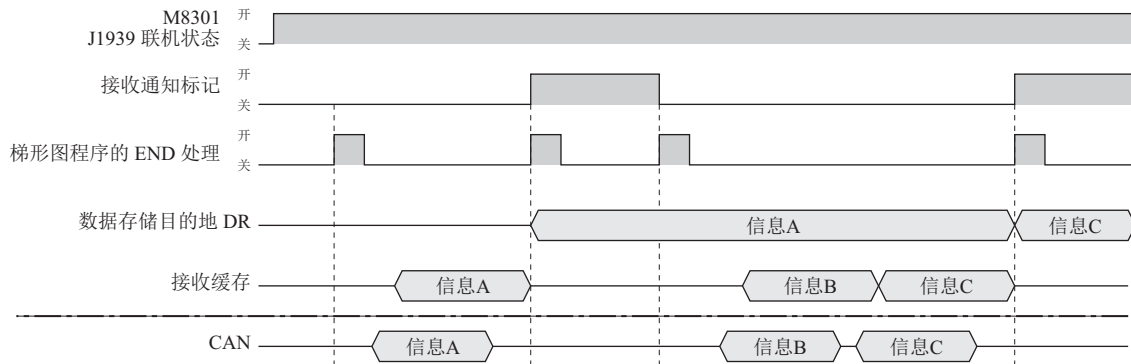 M8301 开
J1939 联机状态 关
开
接收通知标记
关
开
梯形图程序的 END 处理
关
数据存储目的地 DR 信息A 信息C
接收缓存 信息A 信息B 信息C
CAN 信息A 信息B 信息C